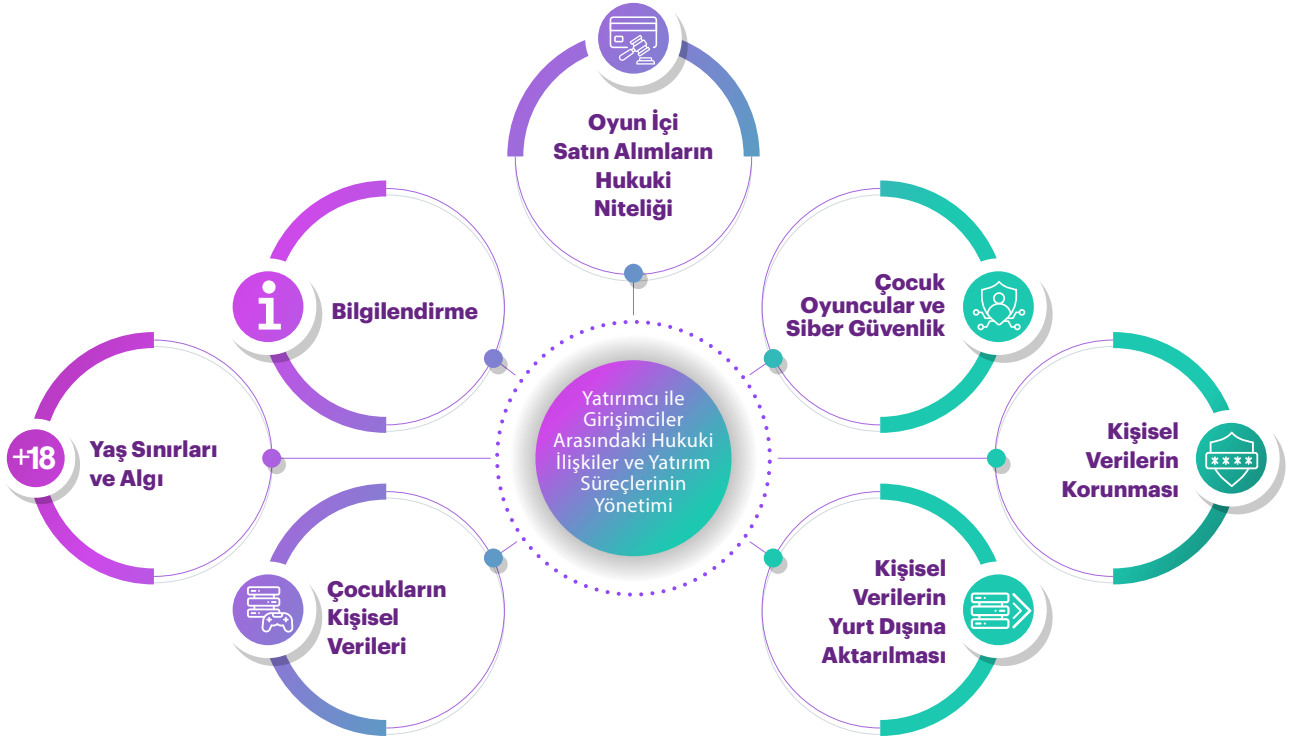 Oyun İçi
Satın Alımların
Hukuki
Niteliği
Bilgilendirme
Çocuk
Oyuncular ve
Siber Güvenlik
+18
Yaş Sınırları
ve Algı
Yatırımcı ile
Girişimciler
Arasındaki Hukuki
İlişkiler ve Yatırım
Süreçlerinin
Yönetimi
Kişisel
Verilerin
Korunması
****
Çocukların
Kişisel
Verileri
Kişisel
Verilerin
Yurt Dışına
Aktarılması